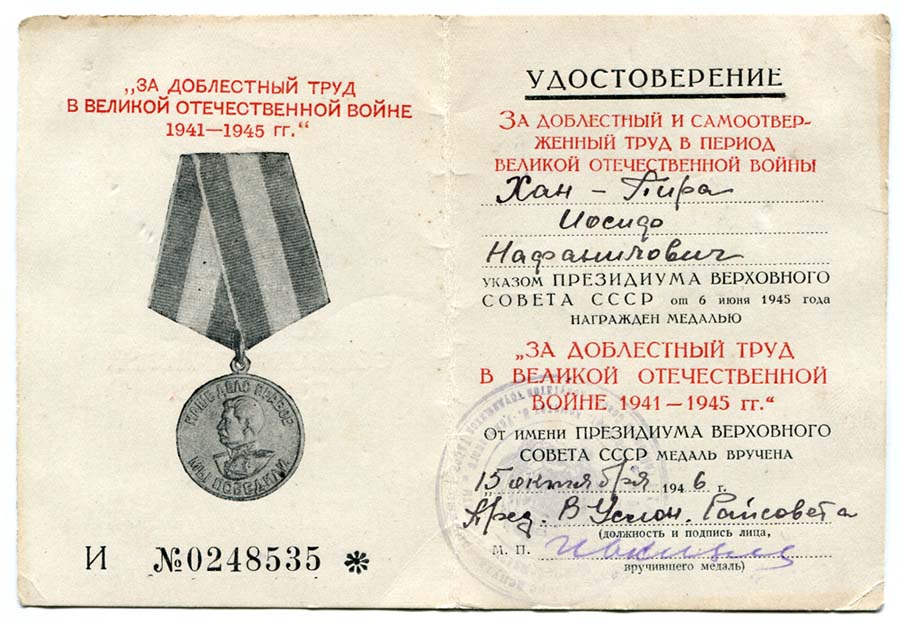 „ЗА ДОБЛЕСТНЫЙ ТРУД
В ВЕЛИКОЙ ОТЕЧЕСТВЕННОЙ ВОЙНЕ
1941—1945 гг.“
НАШЕ ДЕЛО ПРАВОЕ
МЫ ПОБЕДИЛИ
И №0248535 *
УДОСТОВЕРЕНИЕ
ЗА ДОБЛЕСТНЫЙ И САМООТВЕР-
ЖЕННЫЙ ТРУД В ПЕРИОД
ВЕЛИКОЙ ОТЕЧЕСТВЕННОЙ ВОЙНЫ
Хан - Пира
Иосиф
Нафанилович
УКАЗОМ ПРЕЗИДИУМА ВЕРХОВНОГО
СОВЕТА СССР от 6 июня 1945 года
НАГРАЖДЕН МЕДАЛЬЮ
„ЗА ДОБЛЕСТНЫЙ ТРУД
В ВЕЛИКОЙ ОТЕЧЕСТВЕННОЙ
ВОЙНЕ 1941—1945 гг.“
От имени ПРЕЗИДИУМА ВЕРХОВНОГО
СОВЕТА СССР МЕДАЛЬ ВРУЧЕНА
15 октября 1946 г.
Пред. В Услон. Райсовета
(должность и подпись лица,
М. П.
вручившего медаль)